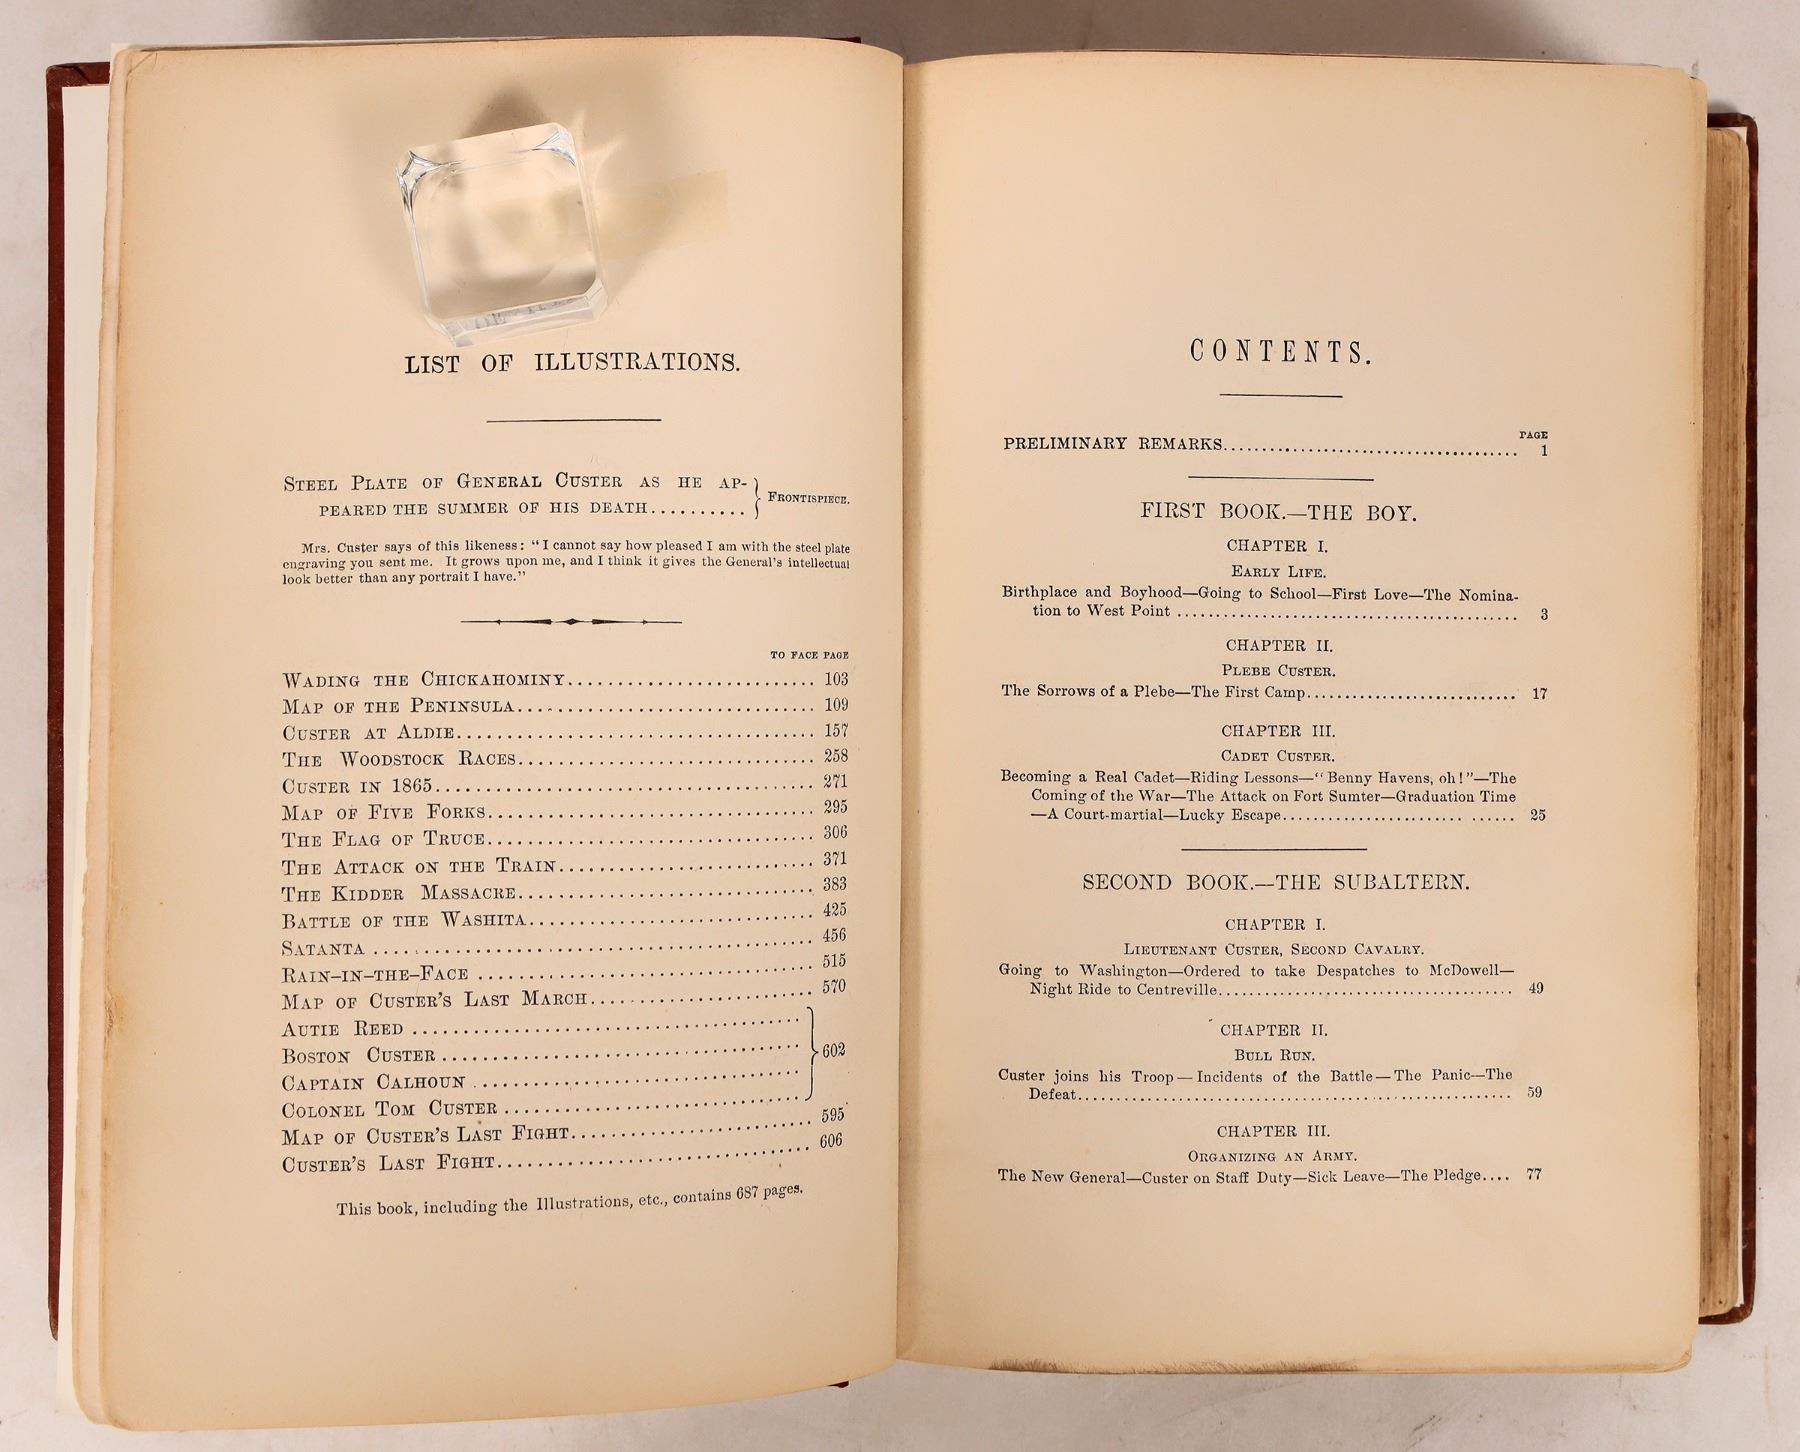 LIST OF ILLUSTRATIONS.
STEEL PLATE OF GENERAL CUSTER AS HE AP-
PEARED THE SUMMER OF HIS DEATH.......... } FRONTISPIECE.
Mrs. Custer says of this likeness: "I cannot say how pleased I am with the steel plate
engraving you sent me. It grows upon me, and I think it gives the General's intellectual
look better than any portrait I have."
TO FACE PAGE
WADING THE CHICKAHOMINY.......................... 103
MAP OF THE PENINSULA.............................. 109
CUSTER AT ALDIE.................................... 157
THE WOODSTOCK RACES.............................. 258
CUSTER IN 1865...................................... 271
MAP OF FIVE FORKS................................. 295
THE FLAG OF TRUCE................................. 306
THE ATTACK ON THE TRAIN.......................... 371
THE KIDDER MASSACRE.............................. 383
BATTLE OF THE WASHITA............................. 425
SATANTA ............................................ 456
RAIN-IN-THE-FACE .................................. 515
MAP OF CUSTER'S LAST MARCH....................... 570
AUTIE REED .......................................
BOSTON CUSTER ................................... } 602
CAPTAIN CALHOUN ................................
COLONEL TOM CUSTER .............................
MAP OF CUSTER'S LAST FIGHT........................ 595
CUSTER'S LAST FIGHT................................ 606
This book, including the Illustrations, etc., contains 687 pages.
CONTENTS.
PAGE
PRELIMINARY REMARKS...................................... 1
FIRST BOOK.—THE BOY.
CHAPTER I.
EARLY LIFE.
Birthplace and Boyhood—Going to School—First Love—The Nomina-
tion to West Point ............................................ 3
CHAPTER II.
PLEBE CUSTER.
The Sorrows of a Plebe—The First Camp............................ 17
CHAPTER III.
CADET CUSTER.
Becoming a Real Cadet—Riding Lessons—"Benny Havens, oh!"—The
Coming of the War—The Attack on Fort Sumter—Graduation Time
—A Court-martial—Lucky Escape.............................. 25
SECOND BOOK.—THE SUBALTERN.
CHAPTER I.
LIEUTENANT CUSTER, SECOND CAVALRY.
Going to Washington—Ordered to take Despatches to McDowell—
Night Ride to Centreville..................................... 49
CHAPTER II.
BULL RUN.
Custer joins his Troop—Incidents of the Battle—The Panic—The
Defeat........................................................ 59
CHAPTER III.
ORGANIZING AN ARMY.
The New General—Custer on Staff Duty—Sick Leave—The Pledge.... 77